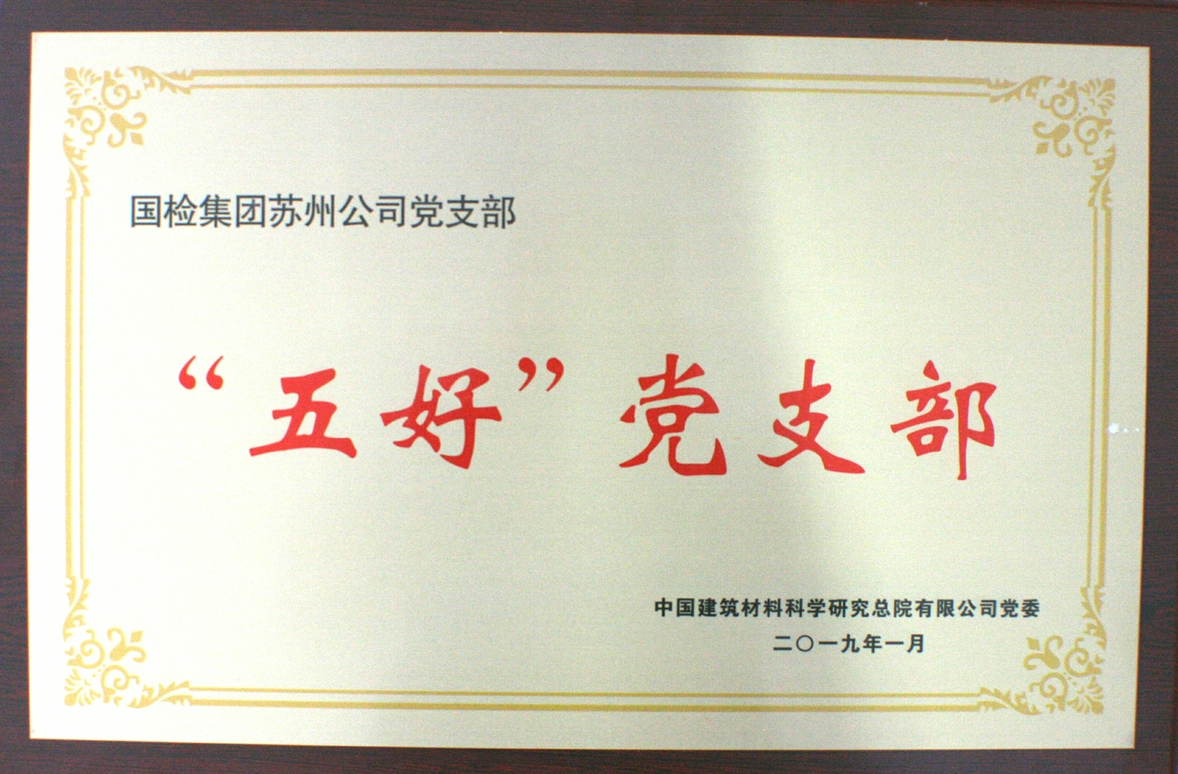 国检集团苏州公司党支部
“五好”党支部
中国建筑材料科学研究总院有限公司党委
二〇一九年一月